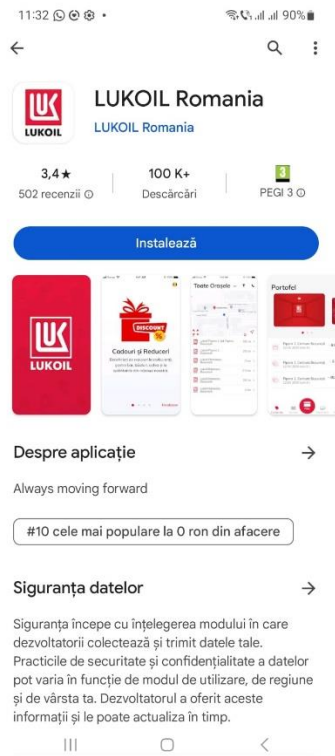 11:32
90%
LUKOIL
LUKOIL Romania
LUKOIL Romania
3,4★
502 recenzii
100 K+
Descărcări
3
PEGI 3
Instalează
LUKOIL
DISCOUNT
%
Cadouri și Reduceri
Toate Orașele
Portofel
Despre aplicație
Always moving forward
#10 cele mai populare la 0 ron din afacere
Siguranța datelor
Siguranța începe cu înțelegerea modului în care
dezvoltatorii colectează și trimit datele tale.
Practicile de securitate și confidențialitate a datelor
pot varia în funcție de modul de utilizare, de regiune
și de vârsta ta. Dezvoltatorul a oferit aceste
informații și le poate actualiza în timp.